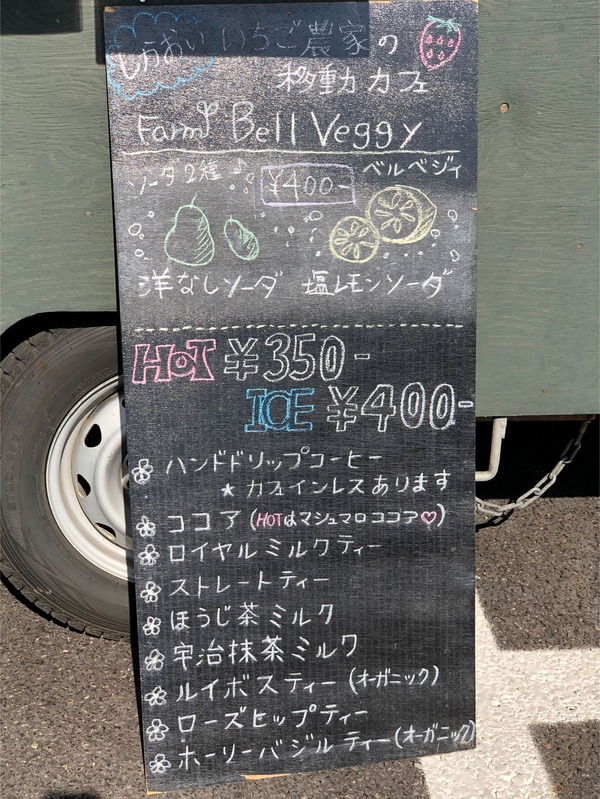 しかおい いちご農家の
移動カフェ
Farm Bell Veggy
ソーダ2種 ¥400- ベルベジィ
洋なしソーダ 塩レモンソーダ
HOT ¥350-
ICE ¥400-
ハンドドリップコーヒー
★ カフェインレスあります
ココア (HOTはマシュマロココア♡)
ロイヤルミルクティー
ストレートティー
ほうじ茶ミルク
宇治抹茶ミルク
ルイボスティー (オーガニック)
ローズヒップティー
ホーリーバジルティー (オーガニック)